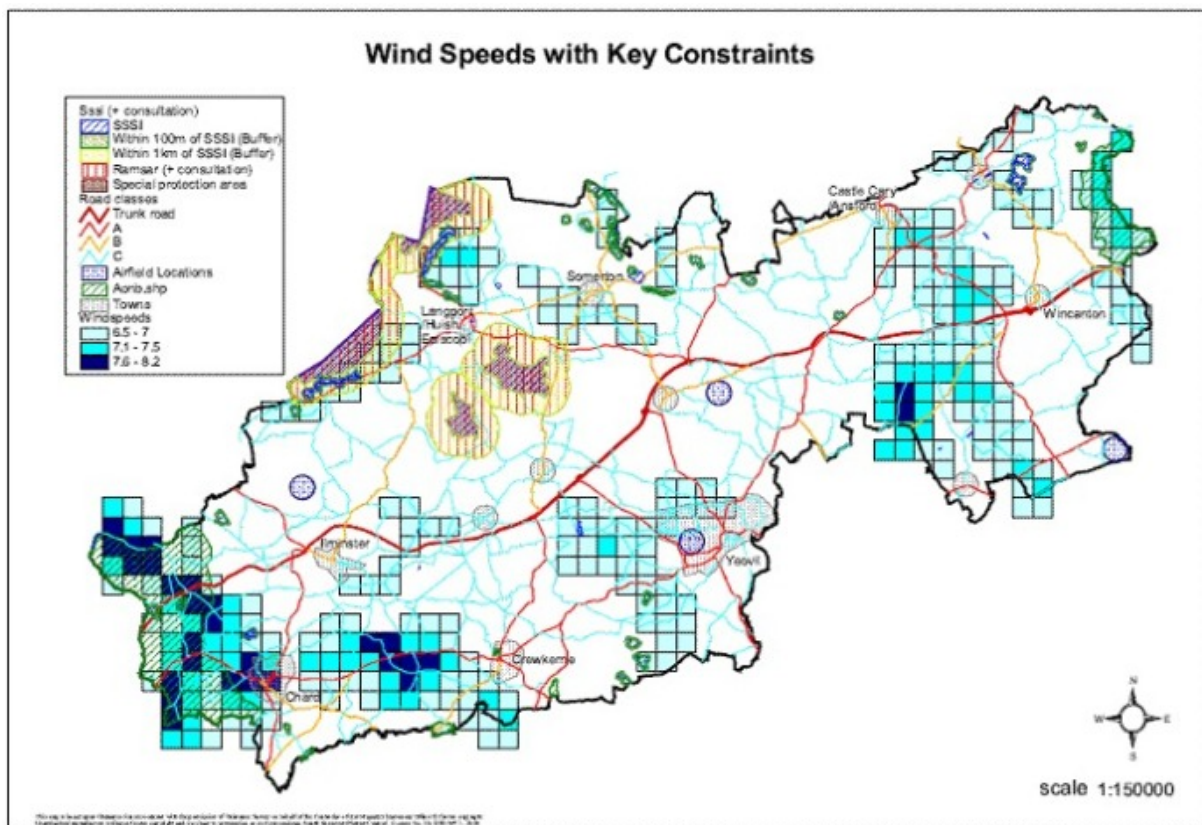 Wind Speeds with Key Constraints
Sssi (+ consultation)
SSSI
Within 100m of SSSI (Buffer)
Within 1km of SSSI (Buffer)
Ramsar (+ consultation)
Special protection area
Road classes
Trunk road
A
B
C
Airfield Locations
Aonb.shp
Towns
Windspeeds
6.5 - 7
7.1 - 7.5
7.6 - 8.2
Castle Cary
/Ansford
Somerton
Langport
/Huish
Episcopi
Wincanton
Ilminster
Yeovil
Crewkerne
Chard
N
W
E
S
scale 1:150000